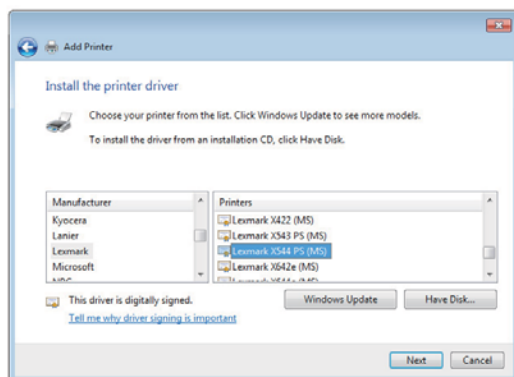 Add Printer
Install the printer driver
Choose your printer from the list. Click Windows Update to see more models.
To install the driver from an installation CD, click Have Disk.
Manufacturer
Kyocera
Lanier
Lexmark
Microsoft
Printers
Lexmark X422 (MS)
Lexmark X543 PS (MS)
Lexmark X544 PS (MS)
Lexmark X642e (MS)
This driver is digitally signed.
Tell me why driver signing is important
Windows Update
Have Disk...
Next
Cancel